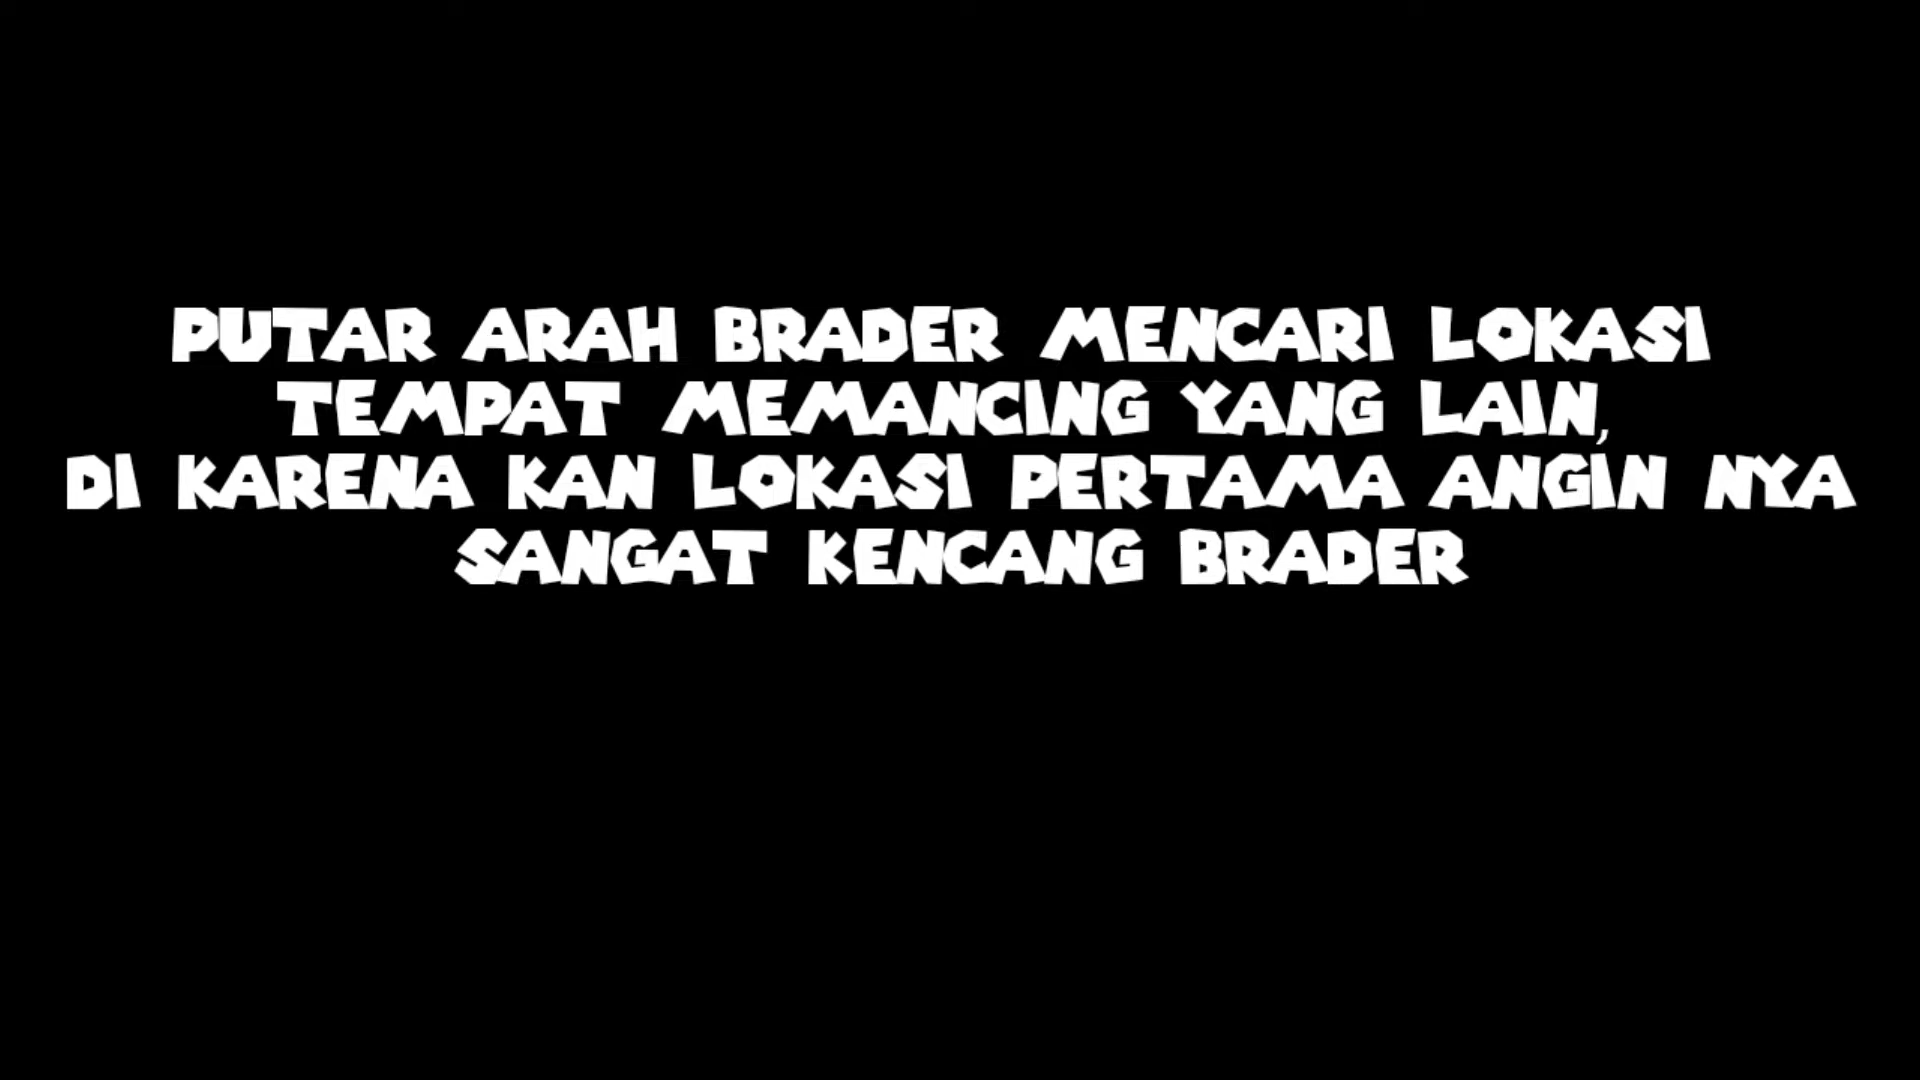 PUTAR ARAH BRADER MENCARI LOKASI
TEMPAT MEMANCING YANG LAIN,
DI KARENA KAN LOKASI PERTAMA ANGIN NYA
SANGAT KENCANG BRADER